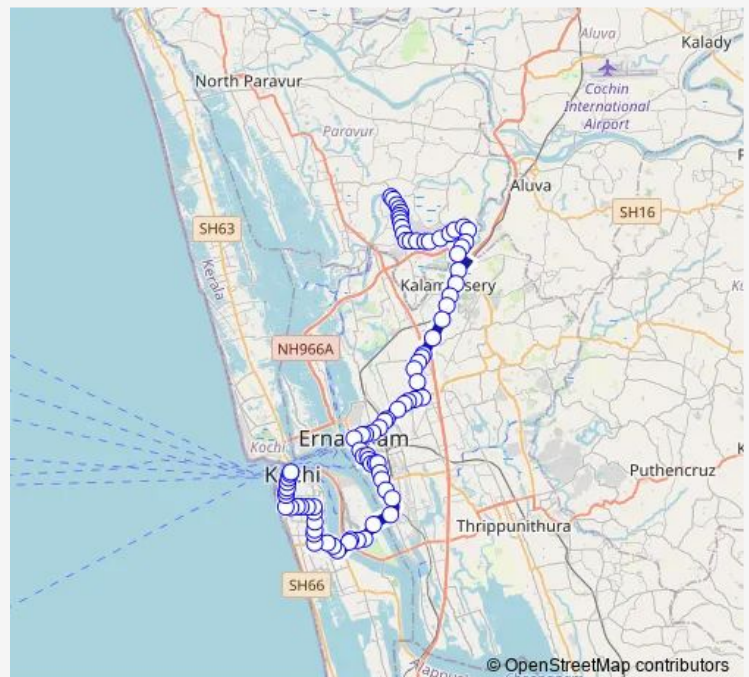 Aluva
Kalady
North Paravur
Cochin
International
Airport
Paravur
Aluva
SH16
SH63
Kerala
Kalamassery
NH966A
Kochi
Ernakulam
Kochi
Puthencruz
Thrippunithura
SH66
© OpenStreetMap contributors